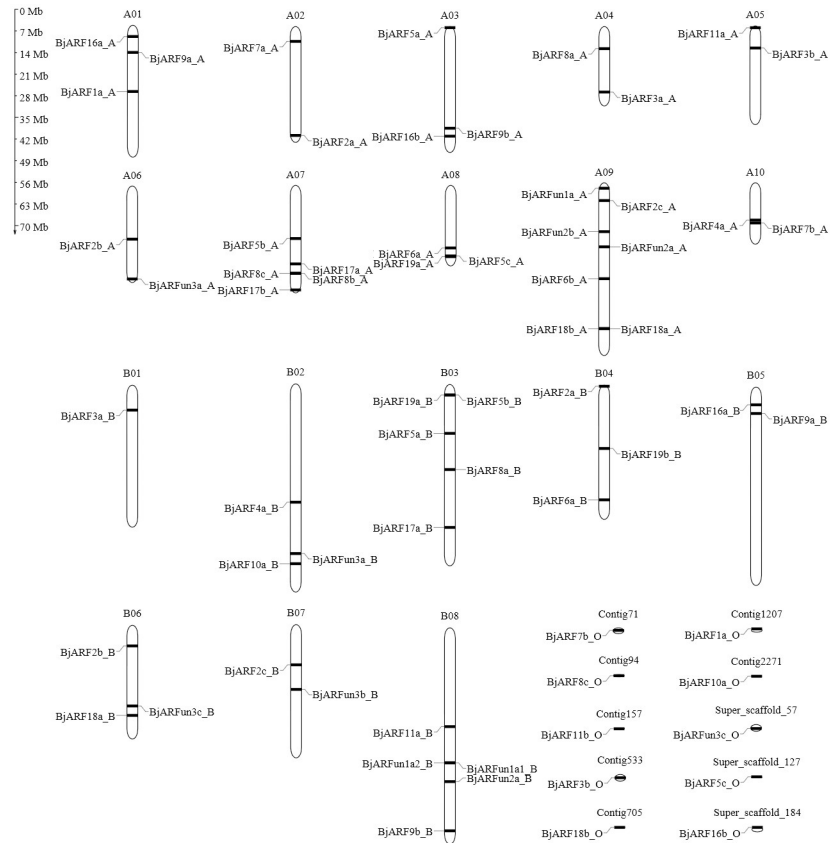 0 Mb
7 Mb
14 Mb
21 Mb
28 Mb
35 Mb
42 Mb
49 Mb
56 Mb
63 Mb
70 Mb
A01
BjARF16a_A
BjARF9a_A
BjARF1a_A
A02
BjARF7a_A
BjARF2a_A
A03
BjARF5a_A
BjARF16b_A
BjARF9b_A
A04
BjARF8a_A
BjARF3a_A
A05
BjARF11a_A
BjARF3b_A
A06
BjARF2b_A
BjARFun3a_A
A07
BjARF5b_A
BjARF17a_A
BjARF8c_A
BjARF8b_A
BjARF17b_A
A08
BjARF6a_A
BjARF19a_A
BjARF5c_A
A09
BjARFun1a_A
BjARF2c_A
BjARFun2b_A
BjARFun2a_A
BjARF6b_A
BjARF18b_A
BjARF18a_A
A10
BjARF4a_A
BjARF7b_A
B01
BjARF3a_B
B02
BjARF4a_B
BjARFun3a_B
BjARF10a_B
B03
BjARF19a_B
BjARF5b_B
BjARF5a_B
BjARF8a_B
BjARF17a_B
B04
BjARF2a_B
BjARF19b_B
BjARF6a_B
B05
BjARF16a_B
BjARF9a_B
B06
BjARF2b_B
BjARFun3c_B
BjARF18a_B
B07
BjARF2c_B
BjARFun3b_B
B08
BjARF11a_B
BjARFun1a2_B
BjARFun1a1_B
BjARFun2a_B
BjARF9b_B
Contig71
BjARF7b_O
Contig1207
BjARF1a_O
Contig94
BjARF8c_O
Contig2271
BjARF10a_O
Contig157
BjARF11b_O
Super_scaffold_57
BjARFun3c_O
Contig533
BjARF3b_O
Super_scaffold_127
BjARF5c_O
Contig705
BjARF18b_O
Super_scaffold_184
BjARF16b_O